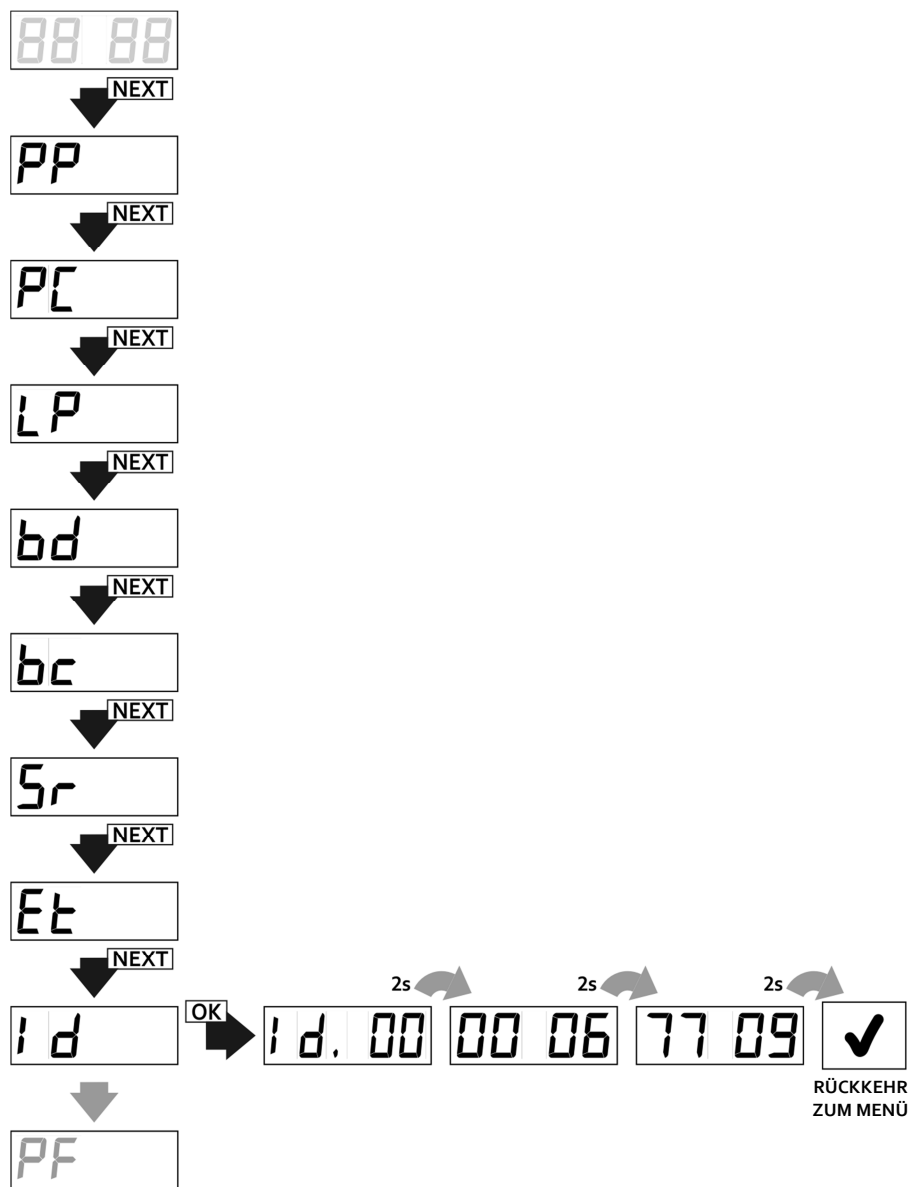 88 88
NEXT
PP
NEXT
PC
NEXT
LP
NEXT
bd
NEXT
bc
NEXT
Sr
NEXT
Et
NEXT
2s 2s 2s
Id OK Id. 00 00 06 77 09
RÜCKKEHR
ZUM MENÜ
PF